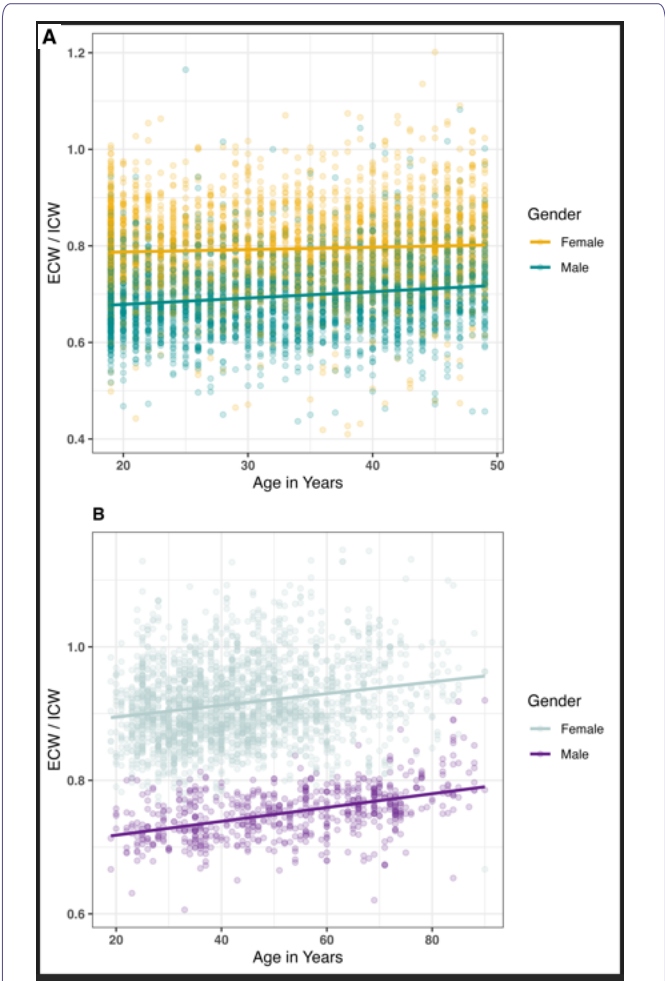 A
1.2
1.0
0.8
0.6
0.4
ECW / ICW
20 30 40 50
Age in Years
Gender
Female
Male
B
1.0
0.8
0.6
ECW / ICW
20 40 60 80
Age in Years
Gender
Female
Male